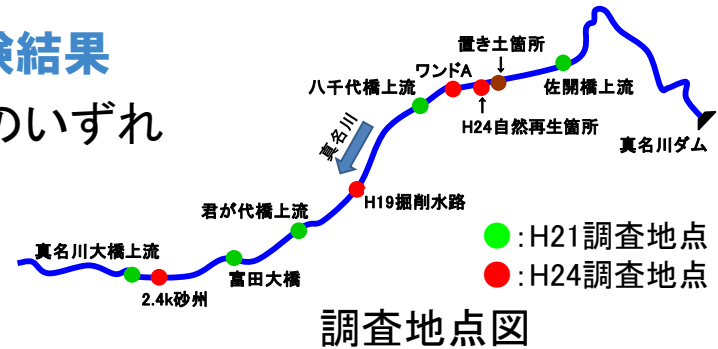 験結果
のいずれ
置き土箇所
ワンドA
八千代橋上流
佐開橋上流
H24自然再生箇所
真名川ダム
真名川
H19掘削水路
君が代橋上流
真名川大橋上流
富田大橋
2.4k砂州
:H21調査地点
:H24調査地点
調査地点図